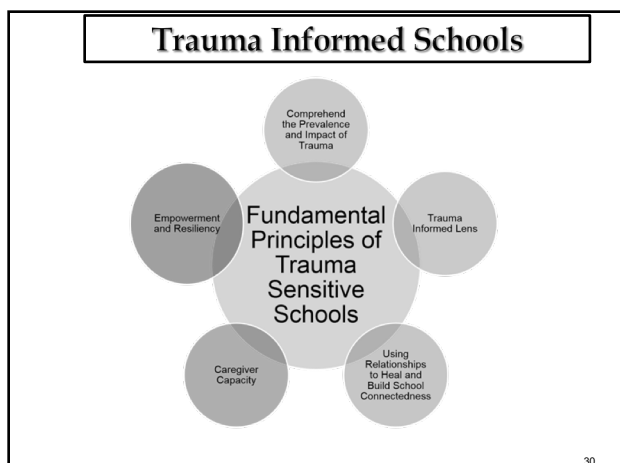 Trauma Informed Schools
Comprehend
the Prevalence
and Impact of
Trauma
Empowerment
and Resiliency
Fundamental
Principles of
Trauma
Sensitive
Schools
Trauma
Informed Lens
Caregiver
Capacity
Using
Relationships
to Heal and
Build School
Connectedness
30